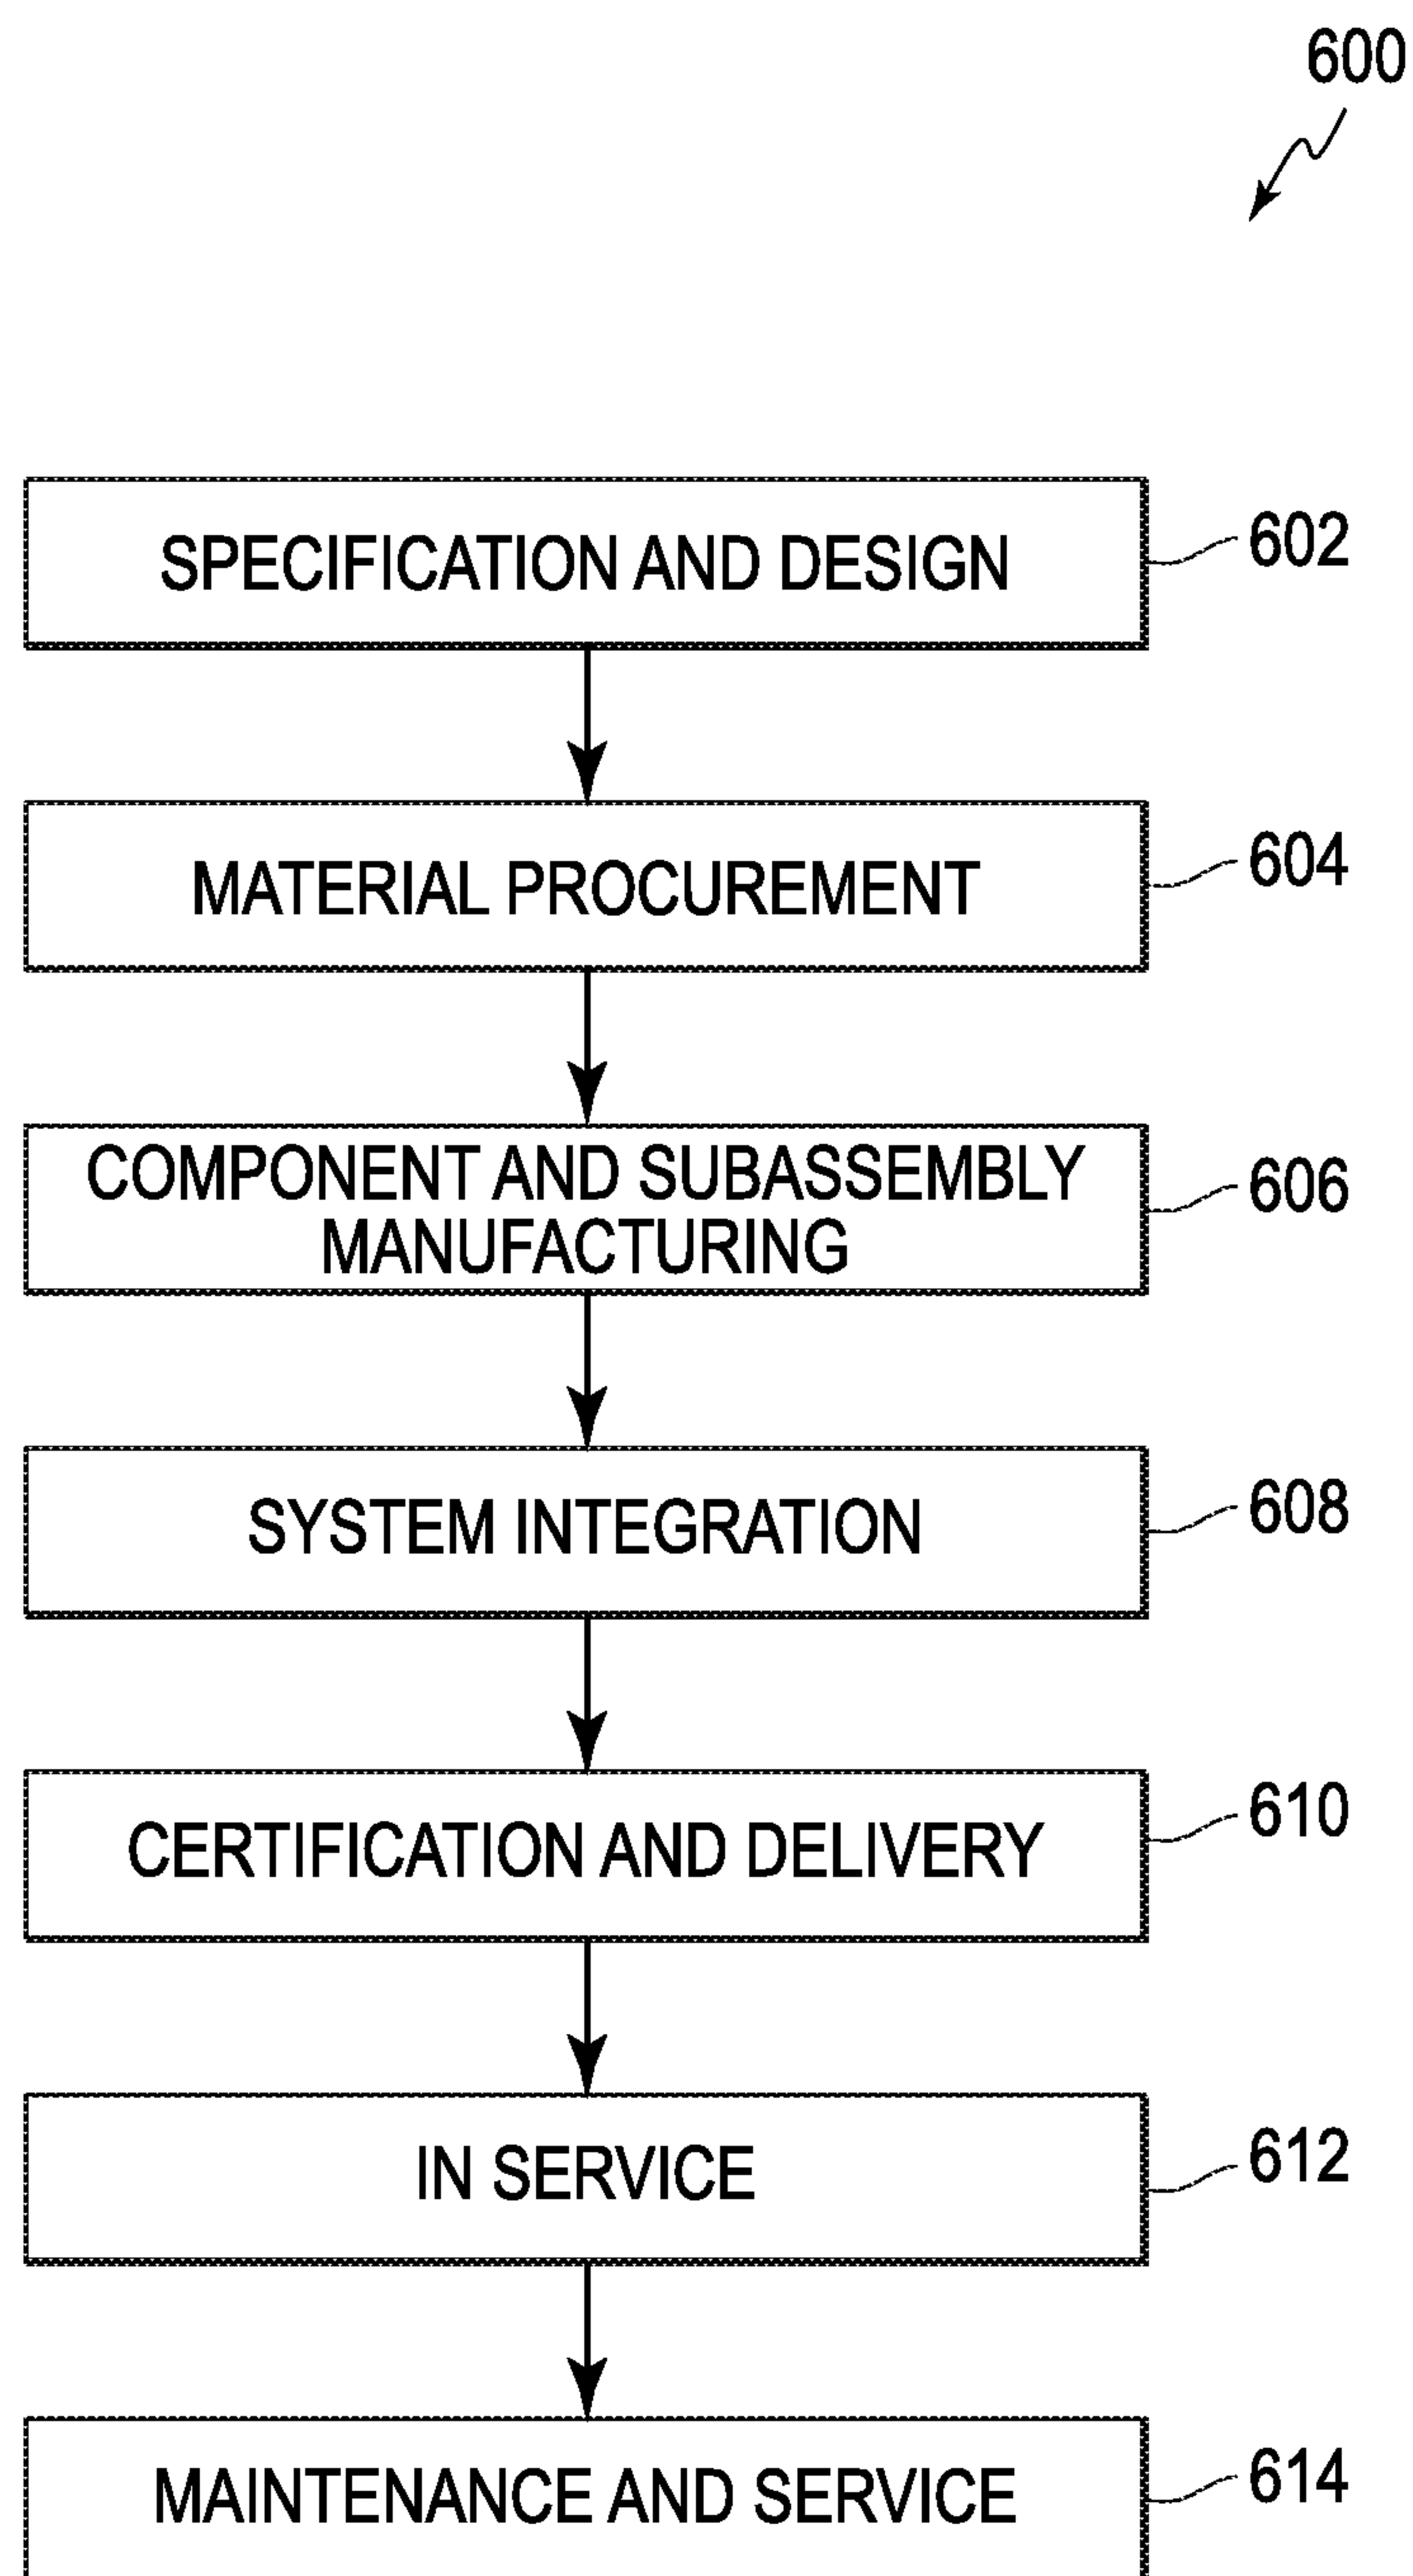 600
SPECIFICATION AND DESIGN
602
MATERIAL PROCUREMENT
604
COMPONENT AND SUBASSEMBLY
MANUFACTURING
606
SYSTEM INTEGRATION
608
CERTIFICATION AND DELIVERY
610
IN SERVICE
612
MAINTENANCE AND SERVICE
614